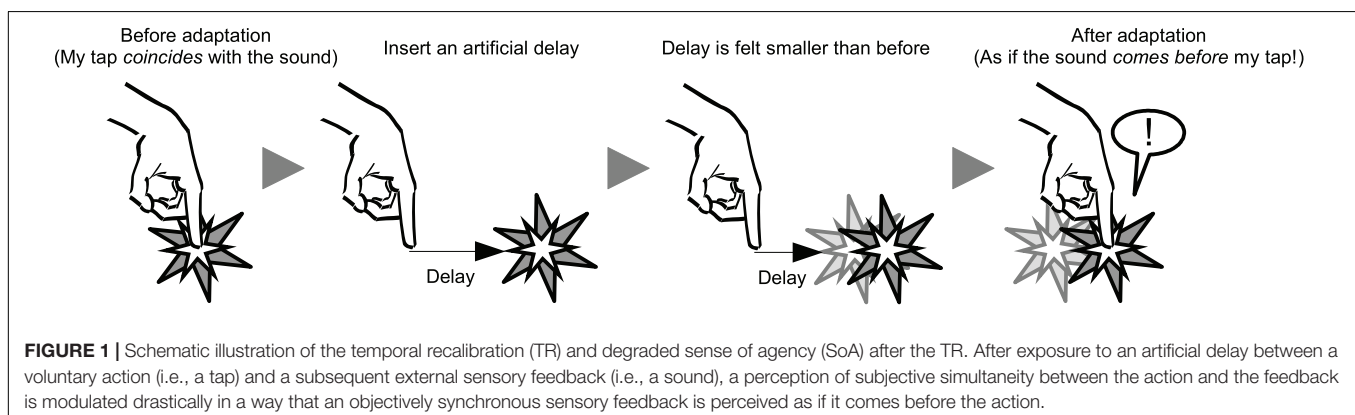 Before adaptation
(My tap coincides with the sound)
Insert an artificial delay
Delay is felt smaller than before
After adaptation
(As if the sound comes before my tap!)
!
Delay
Delay
FIGURE 1 | Schematic illustration of the temporal recalibration (TR) and degraded sense of agency (SoA) after the TR. After exposure to an artificial delay between a
voluntary action (i.e., a tap) and a subsequent external sensory feedback (i.e., a sound), a perception of subjective simultaneity between the action and the feedback
is modulated drastically in a way that an objectively synchronous sensory feedback is perceived as if it comes before the action.